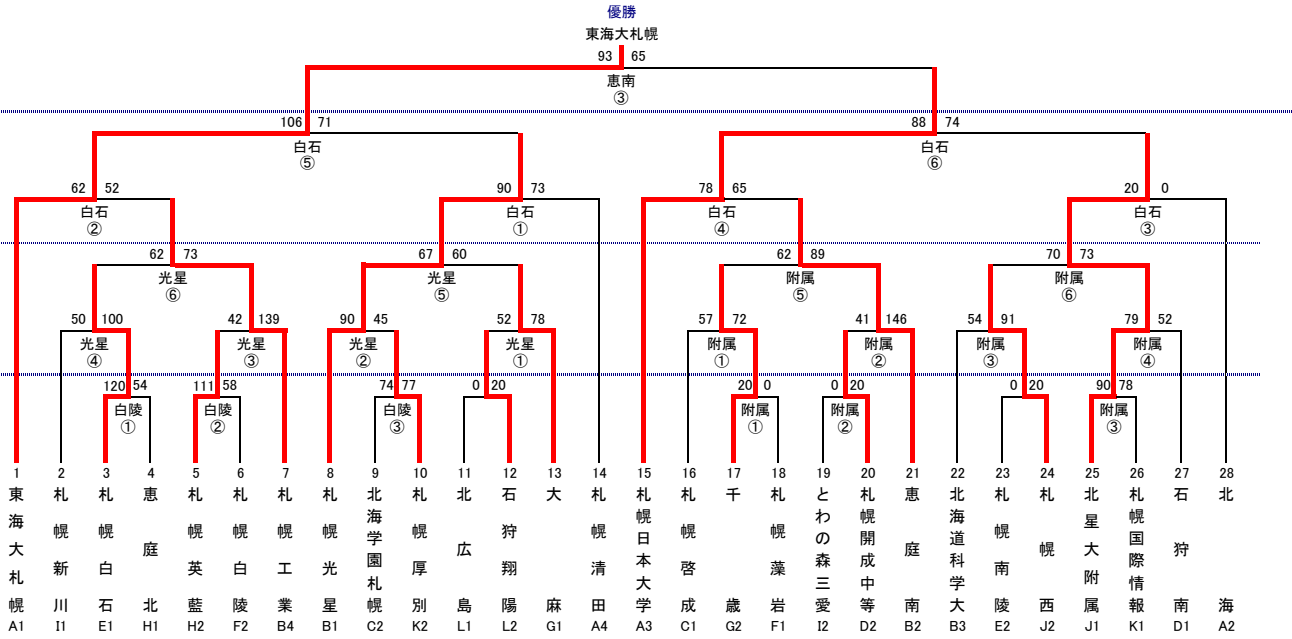 優勝
東海大札幌
93 65
恵南
③
106 71 88 74
白石 白石
⑤ ⑥
62 52 90 73 78 65 20 0
白石 白石 白石 白石
② ① ④ ③
62 73 67 60 62 89 70 73
光星 光星 附属 附属
⑥ ⑤ ⑤ ⑥
50 100 42 139 90 45 52 78 57 72 41 146 54 91 79 52
光星 光星 光星 光星 附属 附属 附属 附属
④ ③ ② ① ① ② ③ ④
120 54 111 58 74 77 0 20 20 0 0 20 0 20 90 78
白陵 白陵 白陵 附属 附属 附属
① ② ③ ① ② ③
1 2 3 4 5 6 7 8 9 10 11 12 13 14 15 16 17 18 19 20 21 22 23 24 25 26 27 28
東海大札幌
札幌新川
札幌白石
恵庭北
札幌英藍
札幌白陵
札幌工業
札幌光星
北海学園札幌
札幌厚別
北広島
石狩翔陽
大麻
札幌清田
札幌日本大学
札幌啓成
千歳
札幌藻岩
とわの森三愛
札幌開成中等
恵庭南
北海道科学大
札幌南陵
札幌西
北星大附属
札幌国際情報
石狩南
北海
A1 I1 E1 H1 H2 F2 B4 B1 C2 K2 L1 L2 G1 A4 A3 C1 G2 F1 I2 D2 B2 B3 E2 J2 J1 K1 D1 A2